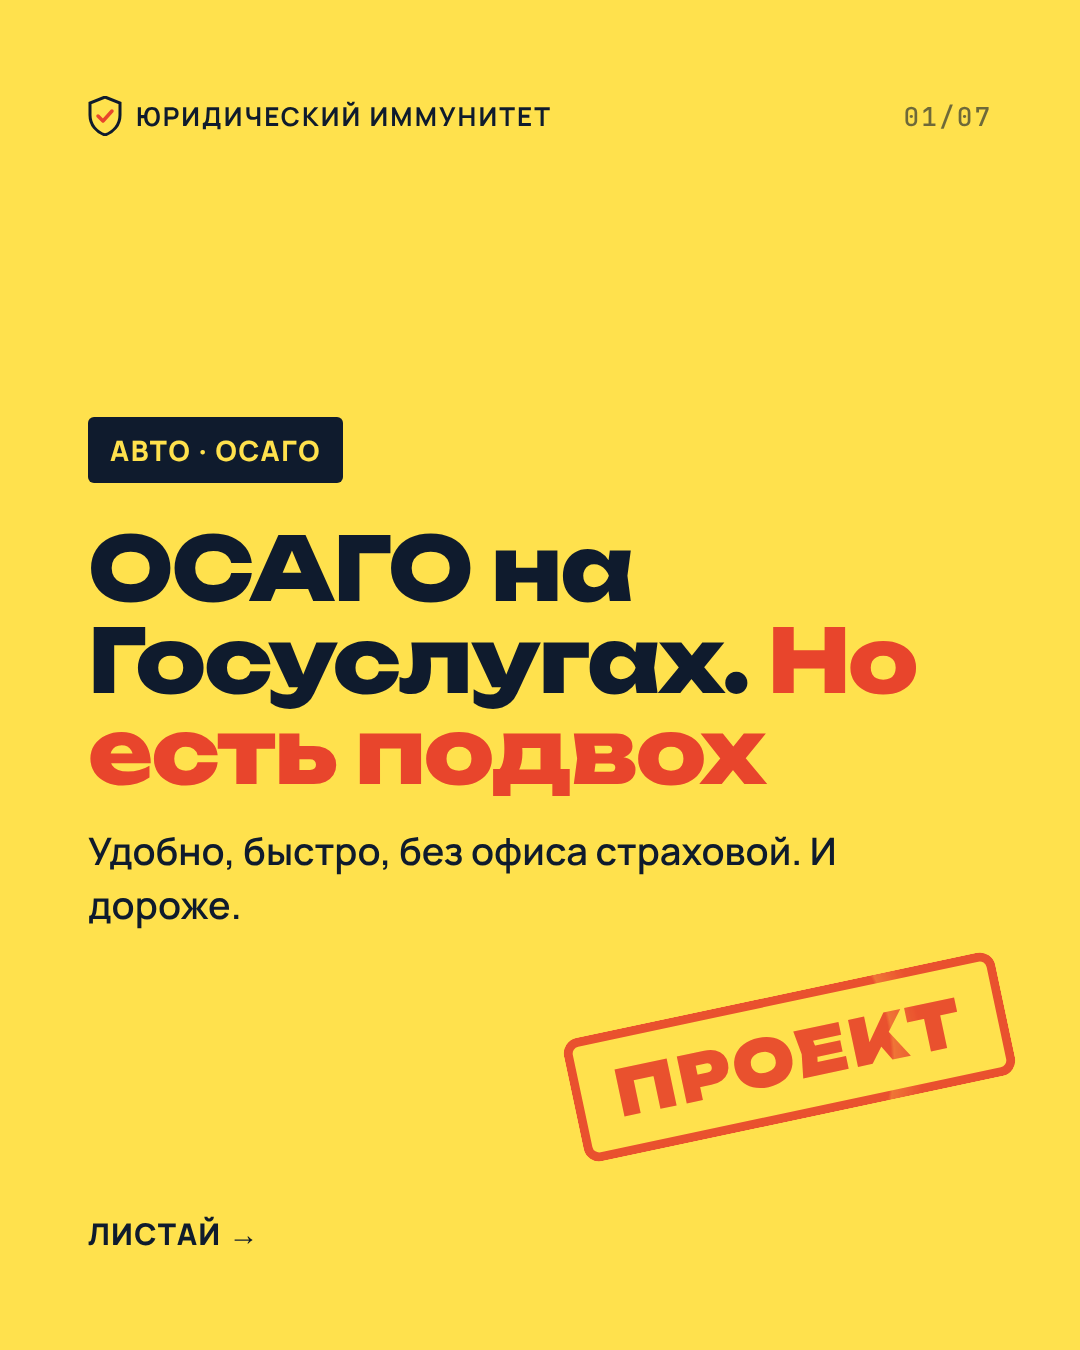 ЮРИДИЧЕСКИЙ ИММУНИТЕТ
01/07
АВТО · ОСАГО
ОСАГО на
Госуслугах. Но
есть подвох
Удобно, быстро, без офиса страховой. И
дороже.
ПРОЕКТ
ЛИСТАЙ →